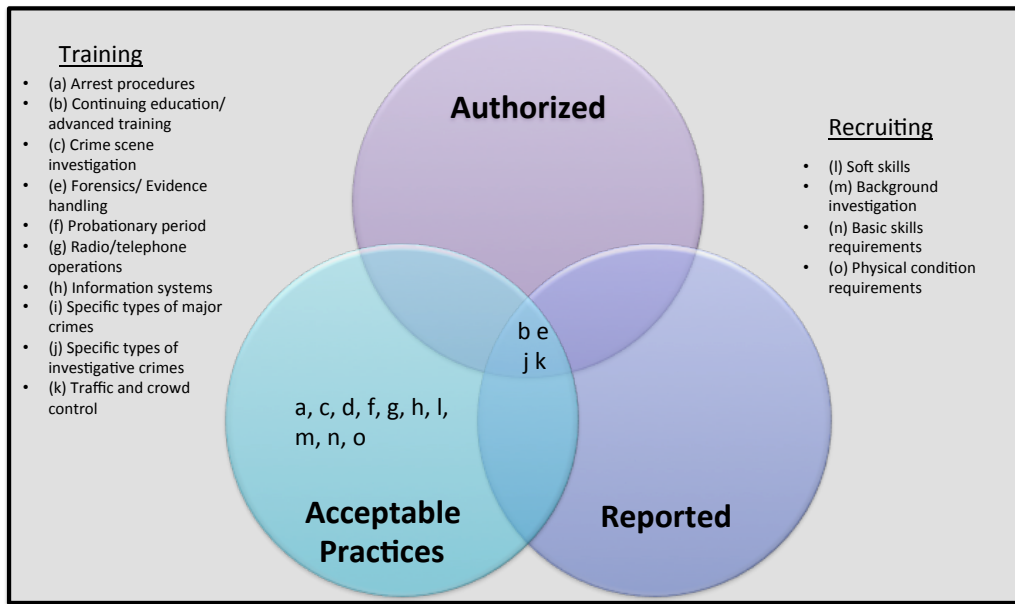 Training
• (a) Arrest procedures
• (b) Continuing education/
advanced training
• (c) Crime scene
investigation
• (e) Forensics/ Evidence
handling
• (f) Probationary period
• (g) Radio/telephone
operations
• (h) Information systems
• (i) Specific types of major
crimes
• (j) Specific types of
investigative crimes
• (k) Traffic and crowd
control
Authorized
Recruiting
• (l) Soft skills
• (m) Background
investigation
• (n) Basic skills
requirements
• (o) Physical condition
requirements
b e
j k
a, c, d, f, g, h, l,
m, n, o
Acceptable
Practices
Reported